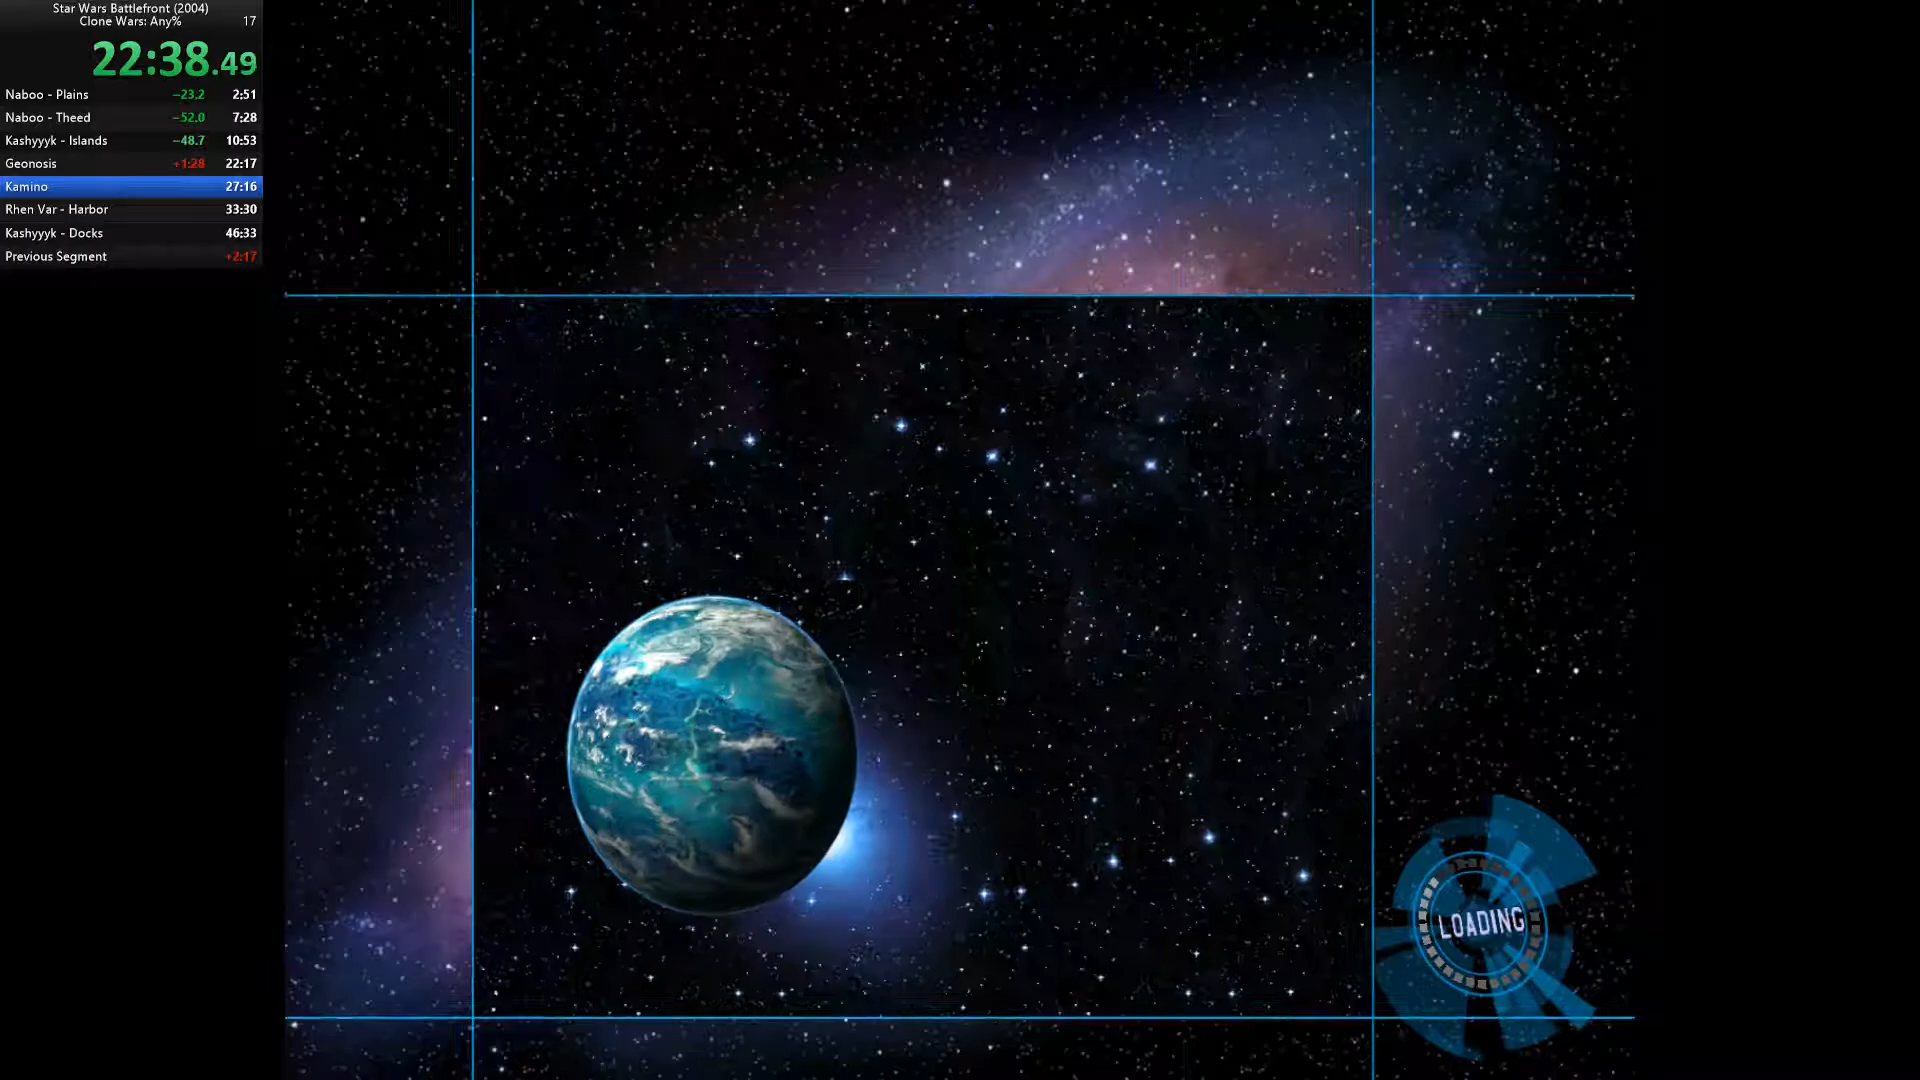 Star Wars Battlefront (2004)
Clone Wars: Any% 17
22:38.49
Naboo - Plains −23.2 2:51
Naboo - Theed −52.0 7:28
Kashyyyk - Islands −48.7 10:53
Geonosis +1:28 22:17
Kamino 27:16
Rhen Var - Harbor 33:30
Kashyyyk - Docks 46:33
Previous Segment +2:17
LOADING